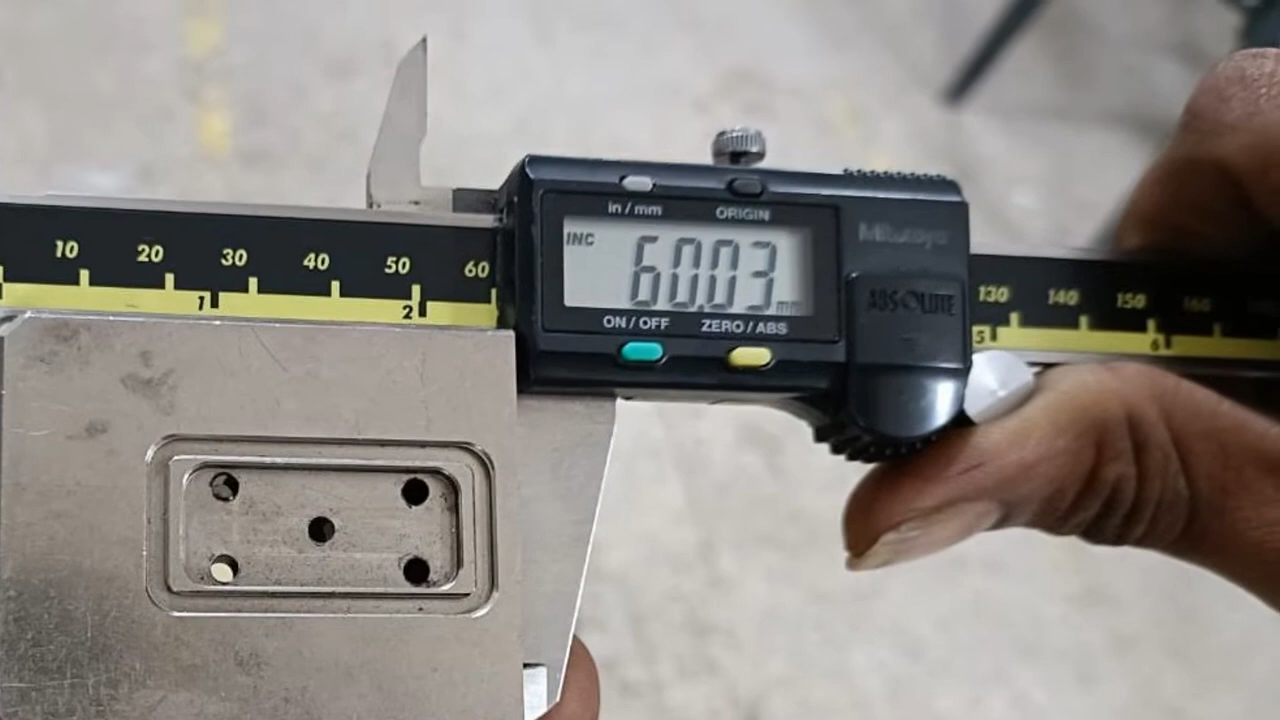 in / mm ORIGIN
INC 60.03 mm
Mitutoyo
ABSOLUTE
ON / OFF ZERO / ABS
10 20 30 40 50 60
1 2
130 140 150 160
5 6